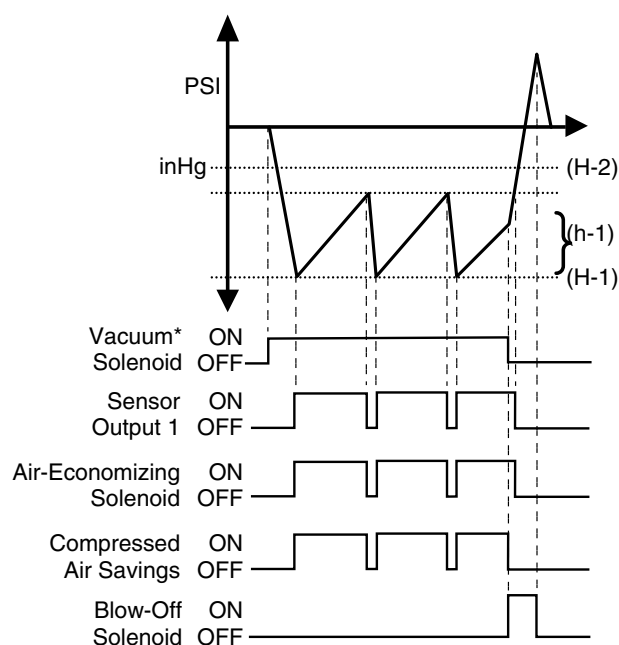 PSI
inHg
(H-2)
(h-1)
(H-1)
Vacuum* ON
Solenoid OFF
Sensor ON
Output 1 OFF
Air-Economizing ON
Solenoid OFF
Compressed ON
Air Savings OFF
Blow-Off ON
Solenoid OFF